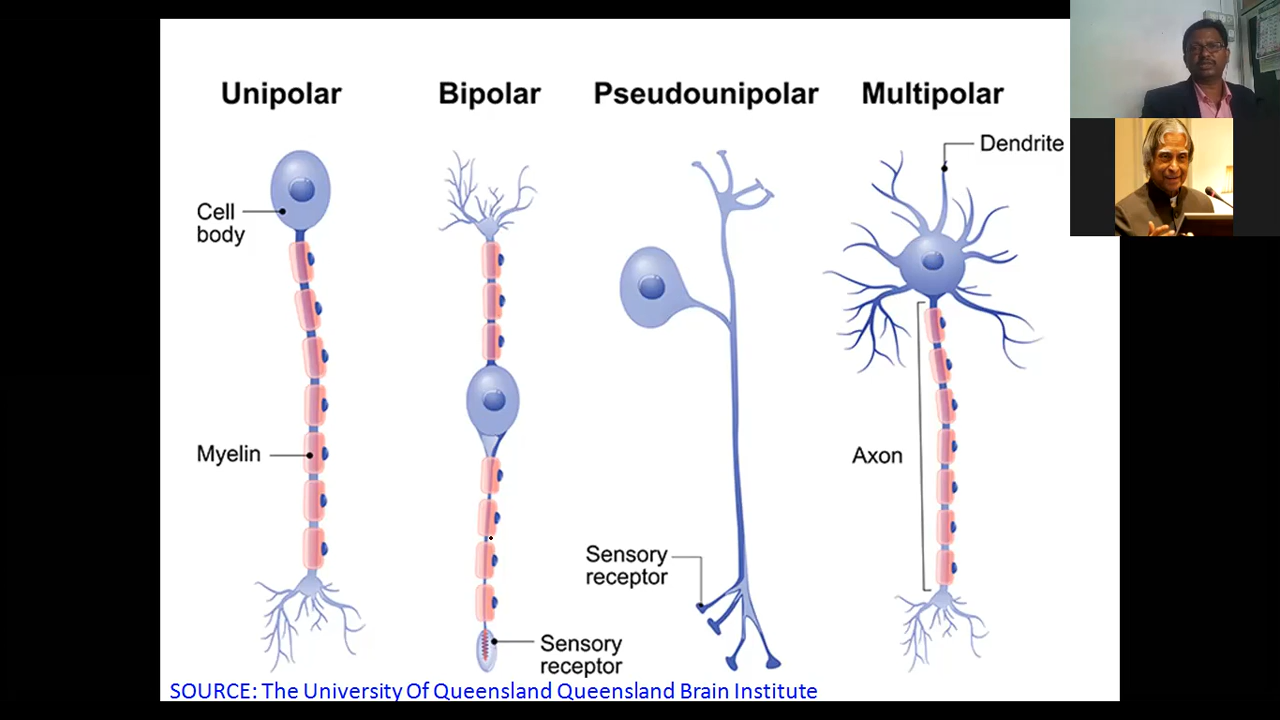 Unipolar
Bipolar
Pseudounipolar
Multipolar
Dendrite
Cell
body
Myelin
Axon
Sensory
receptor
Sensory
receptor
SOURCE: The University Of Queensland Queensland Brain Institute